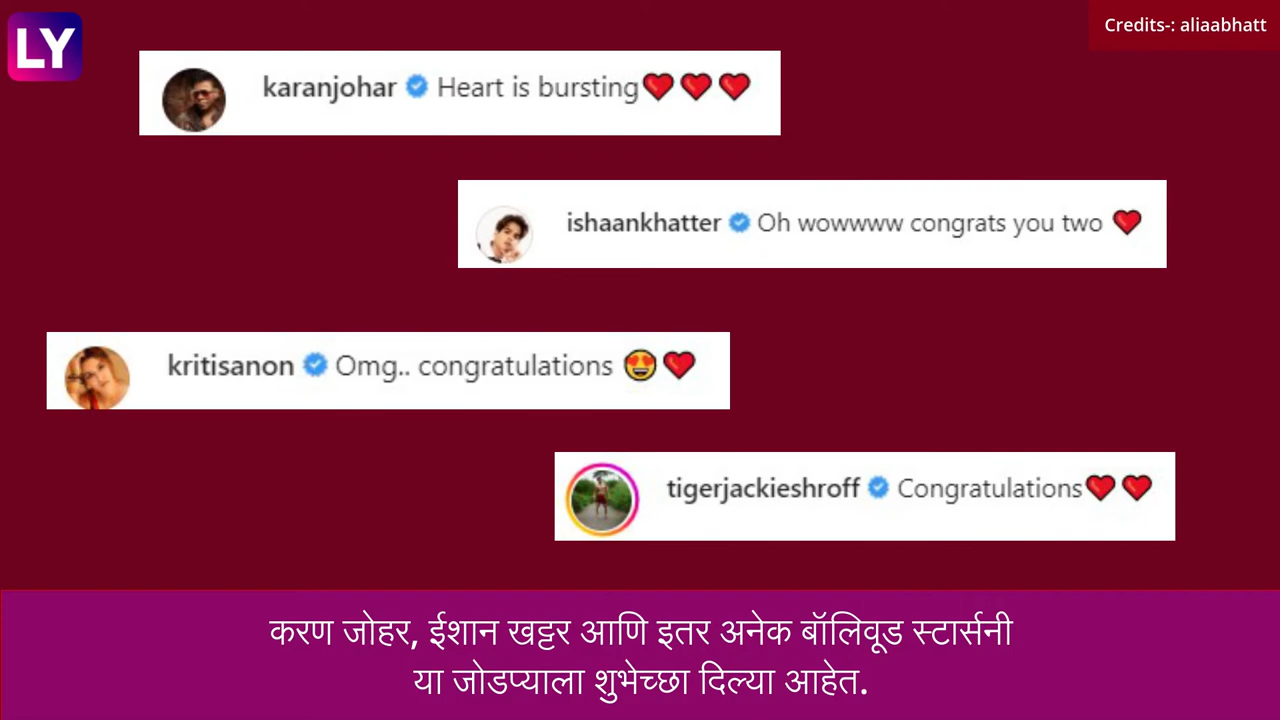 LY
Credits-: aliaabhatt
karanjohar Heart is bursting❤️❤️❤️
ishaankhatter Oh wowwww congrats you two ❤️
kritisanon Omg.. congratulations 😍❤️
tigerjackieshroff Congratulations❤️❤️
करण जोहर, ईशान खट्टर आणि इतर अनेक बॉलिवूड स्टार्सनी
या जोडप्याला शुभेच्छा दिल्या आहेत.